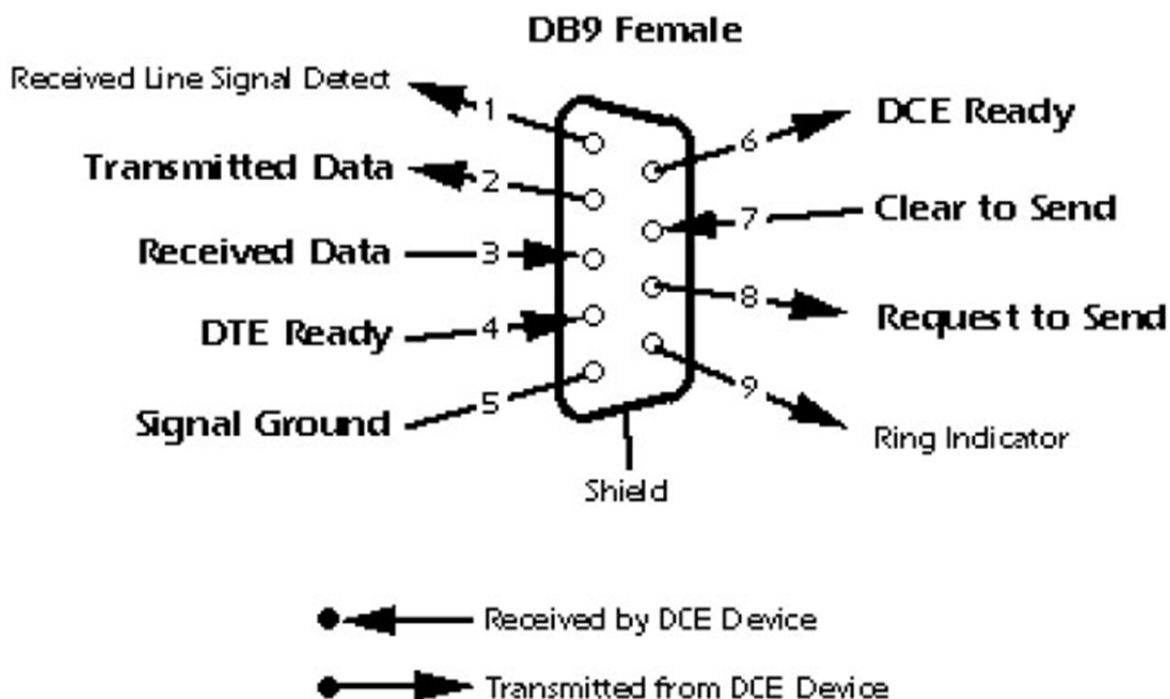 DB9 Female
Received Line Signal Detect
1
Transmitted Data
2
Received Data
3
DTE Ready
4
Signal Ground
5
6
DCE Ready
7
Clear to Send
8
Request to Send
9
Ring Indicator
Shield
Received by DCE Device
Transmitted from DCE Device